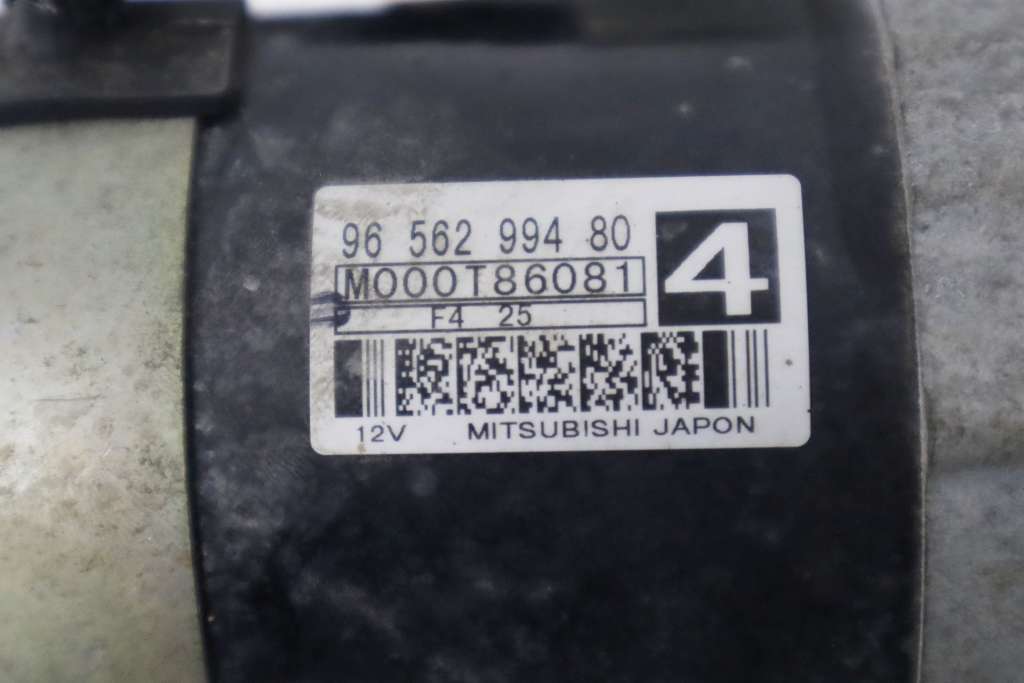 96 562 994 80
4
M000T86081
F4 25
12V MITSUBISHI JAPON